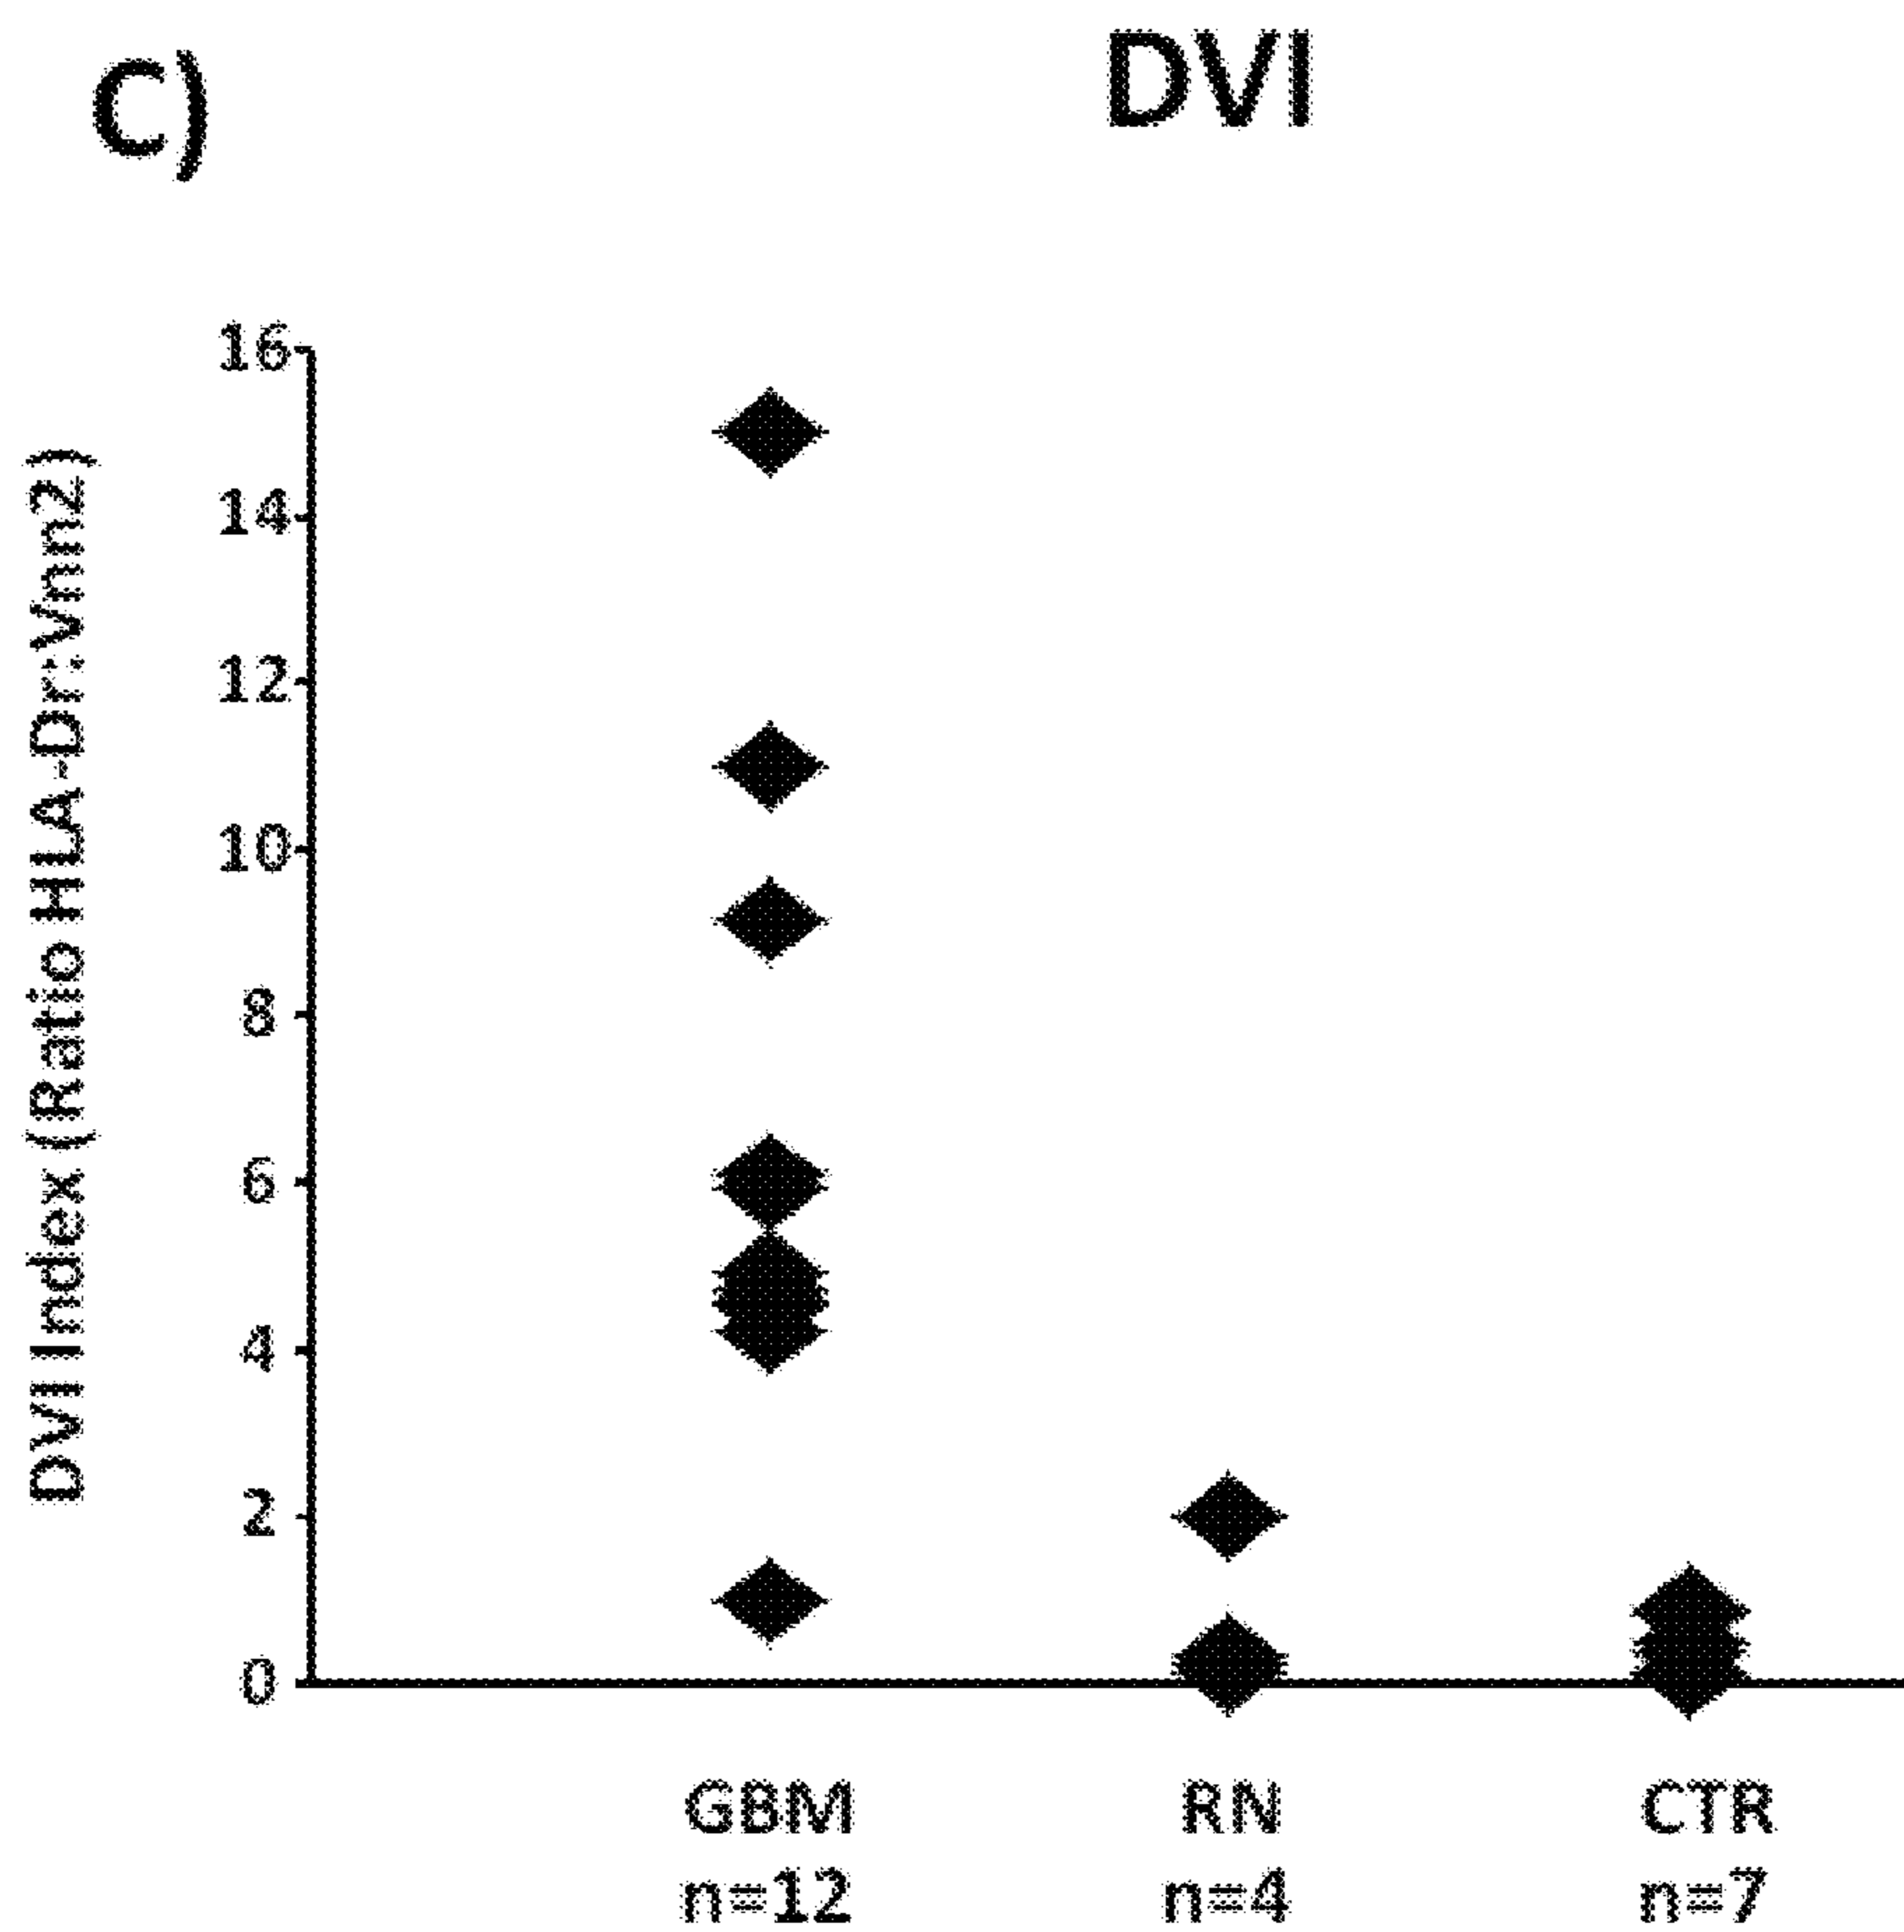 C)
DVI
DVI Index (Ratio HLA-Dr:Vnn2)
16
14
12
10
8
6
4
2
0
GBM
RN
CTR
n=12
n=4
n=7